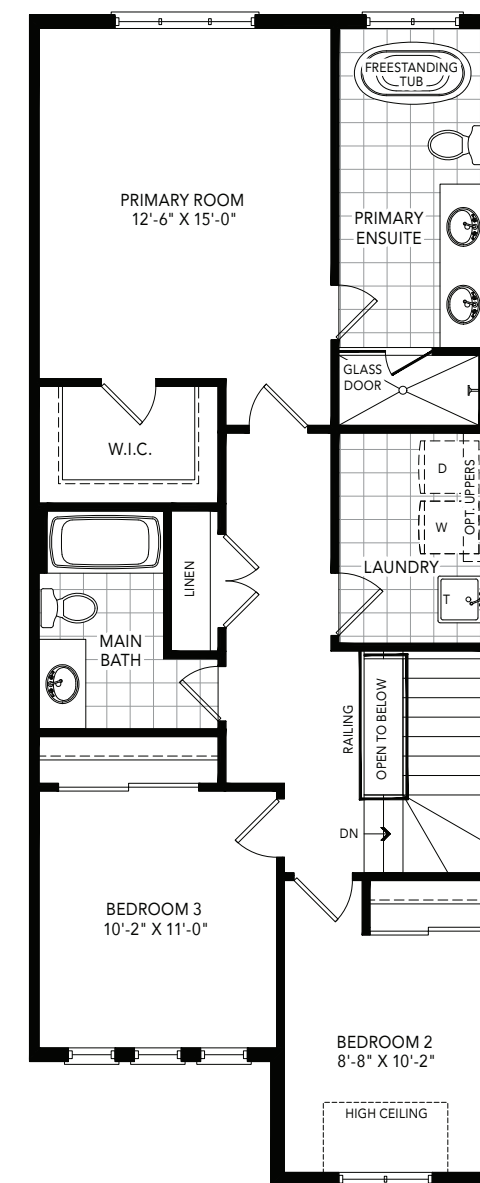 FREESTANDING
TUB
PRIMARY ROOM
12'-6" X 15'-0"
PRIMARY
ENSUITE
GLASS
DOOR
W.I.C.
D
OPT. UPPERS
W
LINEN
LAUNDRY
T
MAIN
BATH
RAILING
OPEN TO BELOW
DN
BEDROOM 3
10'-2" X 11'-0"
BEDROOM 2
8'-8" X 10'-2"
HIGH CEILING